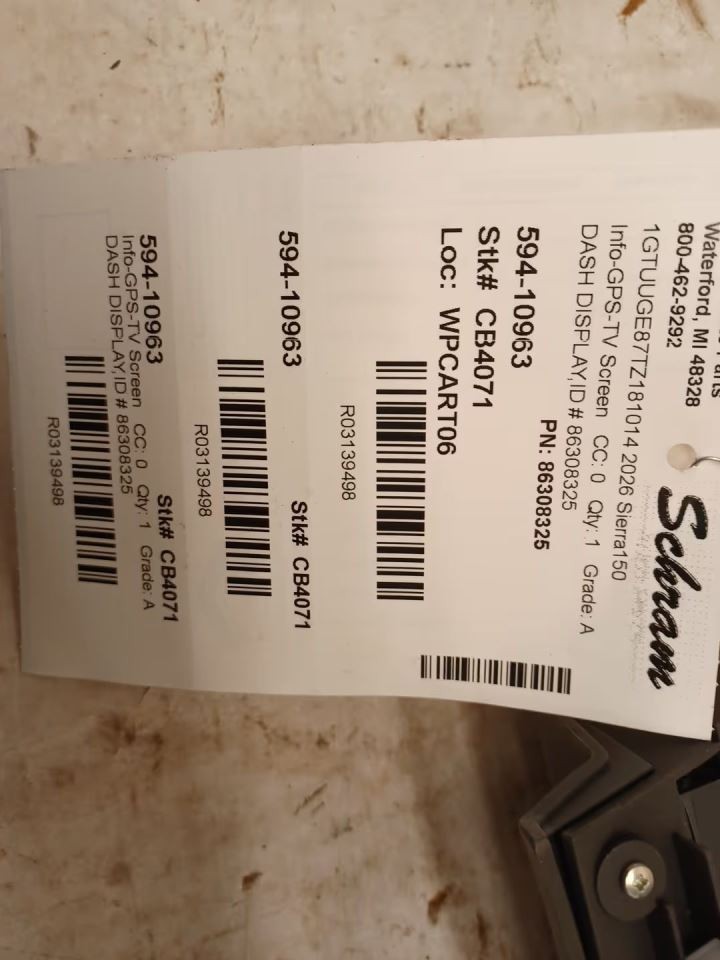 Schram
Waterford, MI 48328
800-462-9292
1GTUUGE87TZ181014 2026 Sierra150
Info-GPS-TV Screen CC: 0 Qty: 1 Grade: A
DASH DISPLAY,ID # 86308325
PN: 86308325
594-10963
Stk# CB4071
Loc: WPCART06
R03139498
594-10963 Stk# CB4071
R03139498
594-10963 Stk# CB4071
Info-GPS-TV Screen CC: 0 Qty: 1 Grade: A
DASH DISPLAY,ID # 86308325
R03139498